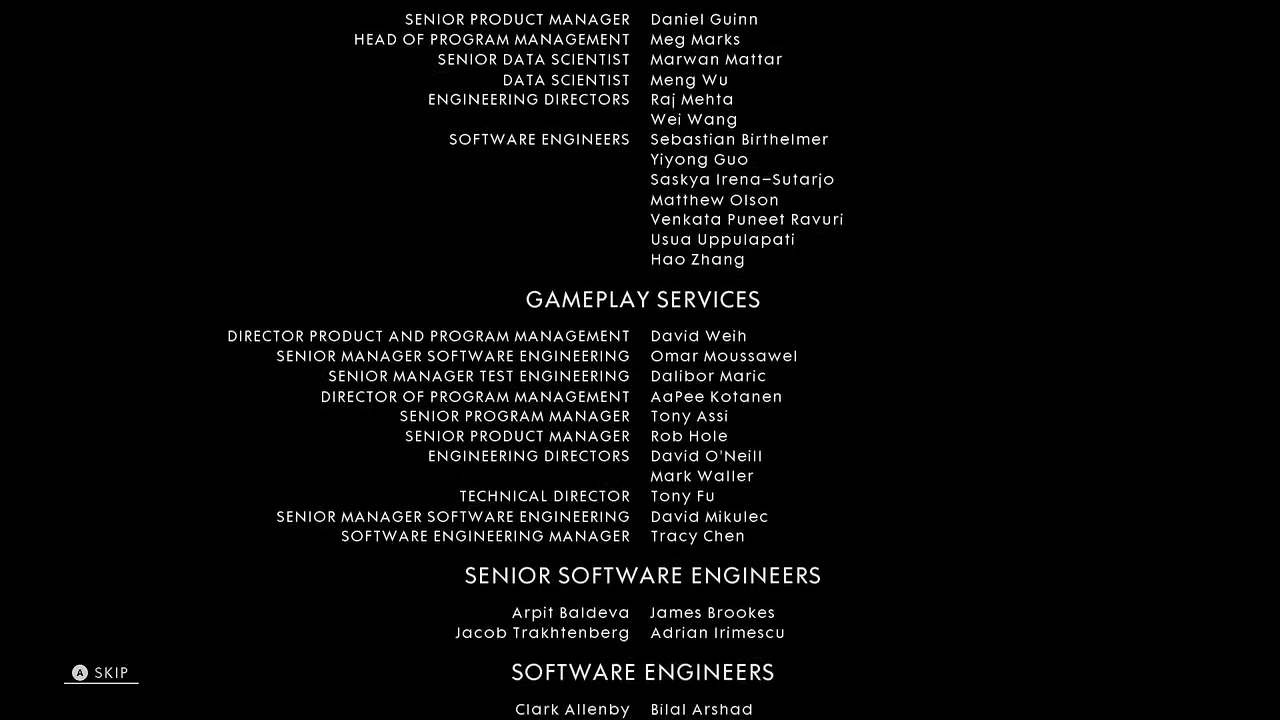 SENIOR PRODUCT MANAGER Daniel Guinn
HEAD OF PROGRAM MANAGEMENT Meg Marks
SENIOR DATA SCIENTIST Marwan Mattar
DATA SCIENTIST Meng Wu
ENGINEERING DIRECTORS Raj Mehta
Wei Wang
SOFTWARE ENGINEERS Sebastian Birthelmer
Yiyong Guo
Saskya Irena-Sutarjo
Matthew Olson
Venkata Puneet Ravuri
Usua Uppulapati
Hao Zhang
GAMEPLAY SERVICES
DIRECTOR PRODUCT AND PROGRAM MANAGEMENT David Weih
SENIOR MANAGER SOFTWARE ENGINEERING Omar Moussawel
SENIOR MANAGER TEST ENGINEERING Dalibor Maric
DIRECTOR OF PROGRAM MANAGEMENT AaPee Kotanen
SENIOR PROGRAM MANAGER Tony Assi
SENIOR PRODUCT MANAGER Rob Hole
ENGINEERING DIRECTORS David O'Neill
Mark Waller
TECHNICAL DIRECTOR Tony Fu
SENIOR MANAGER SOFTWARE ENGINEERING David Mikulec
SOFTWARE ENGINEERING MANAGER Tracy Chen
SENIOR SOFTWARE ENGINEERS
Arpit Baldeva James Brookes
Jacob Trakhtenberg Adrian Irimescu
SOFTWARE ENGINEERS
A SKIP
Clark Allenby Bilal Arshad